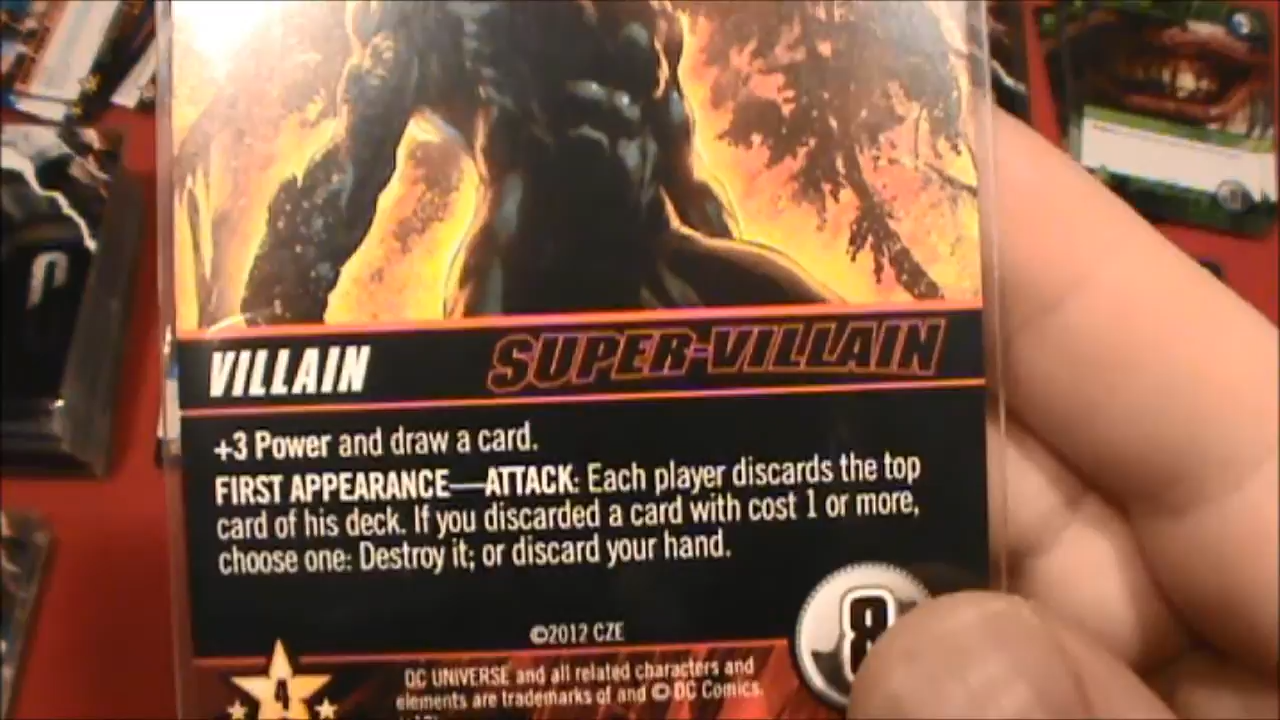 VILLAIN SUPER-VILLAIN
+3 Power and draw a card.
FIRST APPEARANCE—ATTACK: Each player discards the top
card of his deck. If you discarded a card with cost 1 or more,
choose one: Destroy it; or discard your hand.
8
©2012 CZE
4
DC UNIVERSE and all related characters and
elements are trademarks of and © DC Comics.